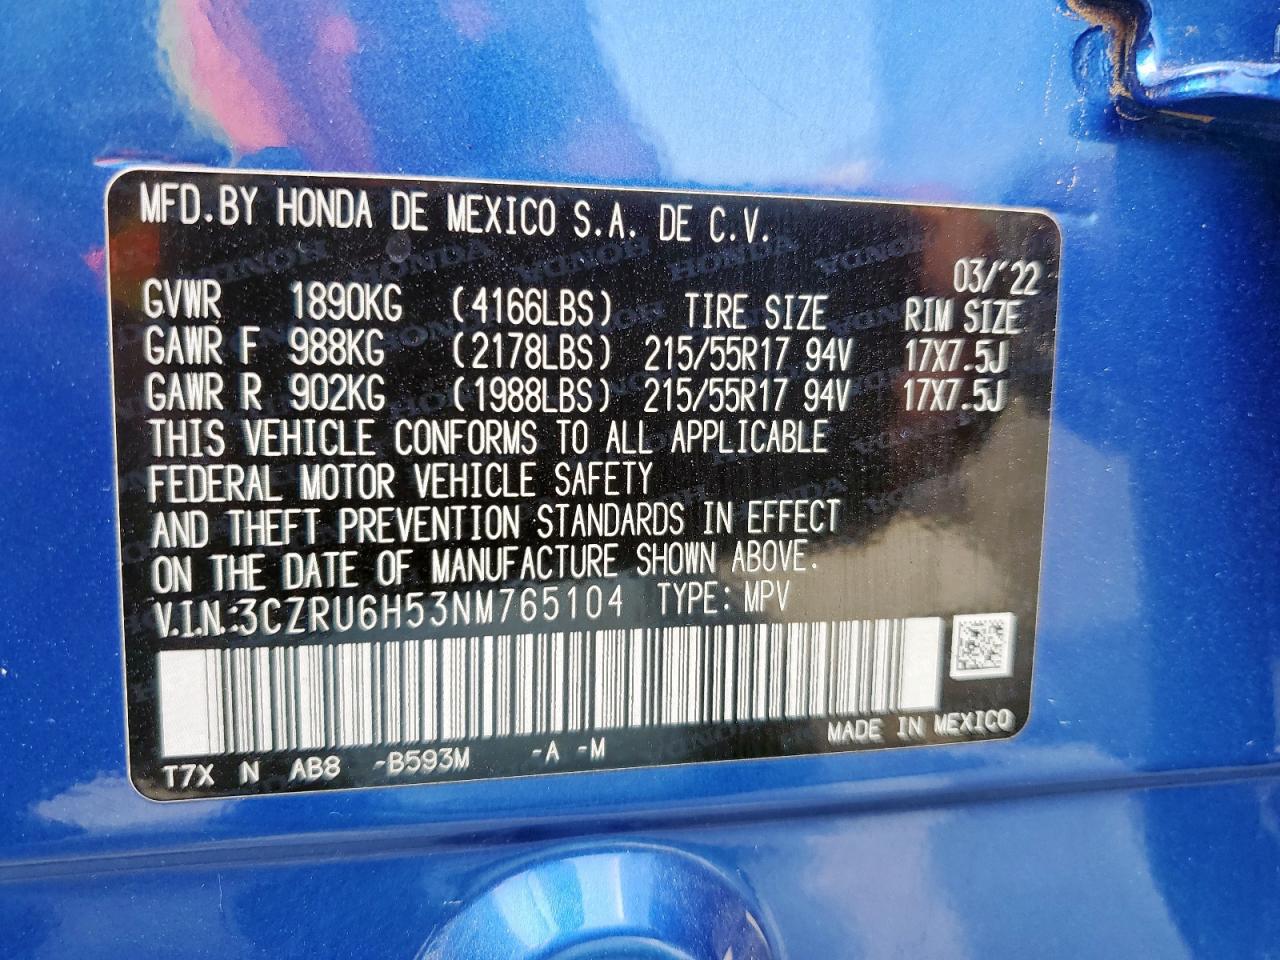 MFD.BY HONDA DE MEXICO S.A. DE C.V.
03/'22
GVWR 1890KG (4166LBS) TIRE SIZE RIM SIZE
GAWR F 988KG (2178LBS) 215/55R17 94V 17X7.5J
GAWR R 902KG (1988LBS) 215/55R17 94V 17X7.5J
THIS VEHICLE CONFORMS TO ALL APPLICABLE
FEDERAL MOTOR VEHICLE SAFETY
AND THEFT PREVENTION STANDARDS IN EFFECT
ON THE DATE OF MANUFACTURE SHOWN ABOVE.
V.I.N.:3CZRU6H53NM765104 TYPE: MPV
MADE IN MEXICO
T7X N AB8 -B593M -A -M